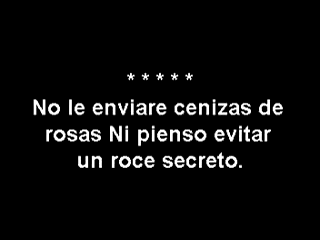 * * * * *
No le enviare cenizas de
rosas Ni pienso evitar
un roce secreto.